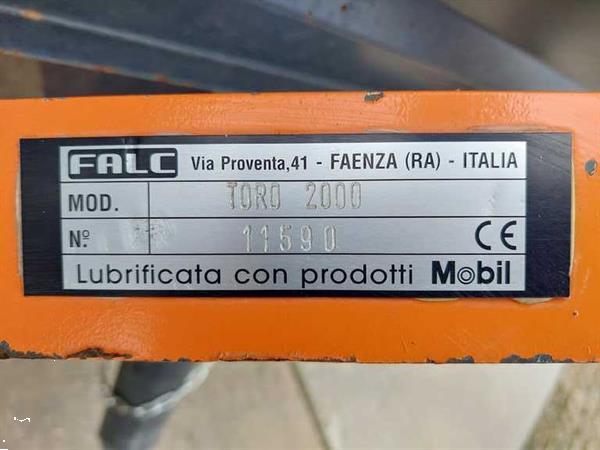 FALC Via Proventa,41 - FAENZA (RA) - ITALIA
MOD. TORO 2000
Nº 11590 CE
Lubrificata con prodotti Mobil